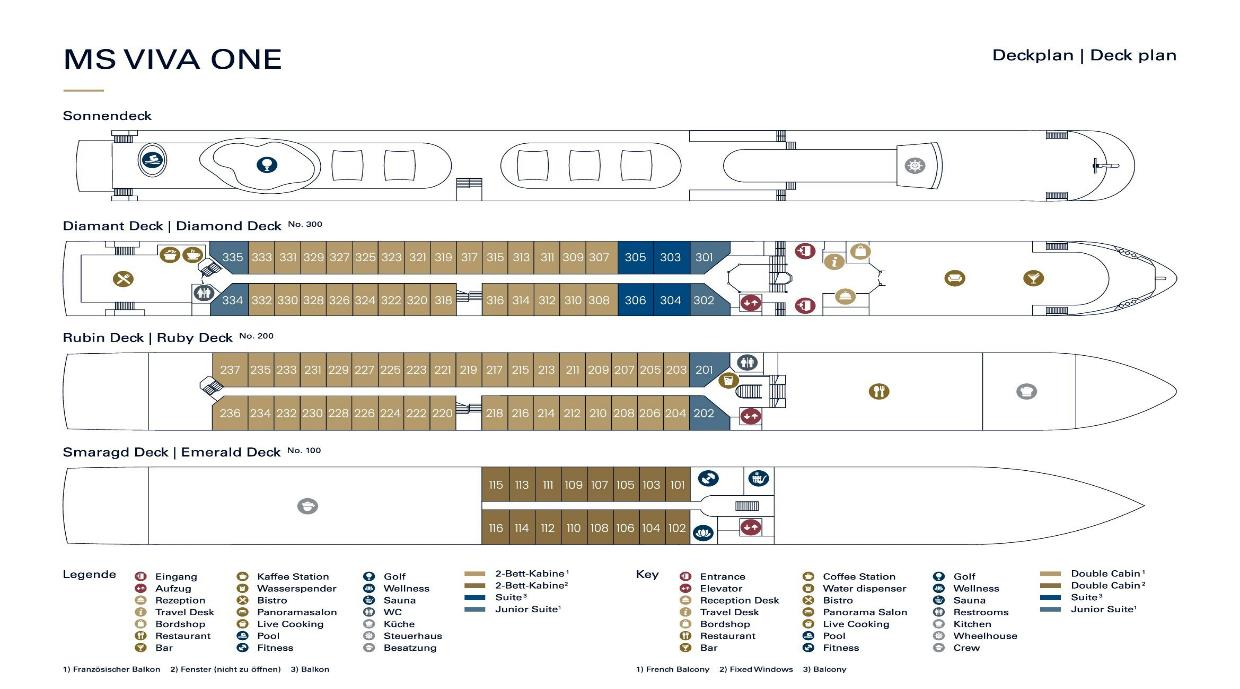 MS VIVA ONE
Deckplan | Deck plan
Sonnendeck
Diamant Deck | Diamond Deck No. 300
335 333 331 329 327 325 323 321 319 317 315 313 311 309 307 305 303 301
334 332 330 328 326 324 322 320 318 316 314 312 310 308 306 304 302
Rubin Deck | Ruby Deck No. 200
237 235 233 231 229 227 223 221 219 217 215 213 211 209 207 205 203 201
236 234 232 230 228 226 224 222 220 218 216 214 212 210 208 206 204 202
Smaragd Deck | Emerald Deck No. 100
115 113 111 109 107 105 103 101
116 114 112 110 108 106 104 102
Legende
Eingang
Aufzug
Rezeption
Travel Desk
Bordshop
Restaurant
Bar
Kaffee Station
Wasserspender
Bistro
Panoramasalon
Live Cooking
Pool
Fitness
Golf
Wellness
Sauna
WC
Küche
Steuerhaus
Besatzung
2-Bett-Kabine¹
2-Bett-Kabine²
Suite³
Junior Suite¹
1) Französischer Balkon 2) Fenster (nicht zu öffnen) 3) Balkon
Key
Entrance
Elevator
Reception Desk
Travel Desk
Bordshop
Restaurant
Bar
Coffee Station
Water dispenser
Bistro
Panorama Salon
Live Cooking
Pool
Fitness
Golf
Wellness
Sauna
Restrooms
Kitchen
Wheelhouse
Crew
Double Cabin¹
Double Cabin²
Suite³
Junior Suite¹
1) French Balcony 2) Fixed Windows 3) Balcony